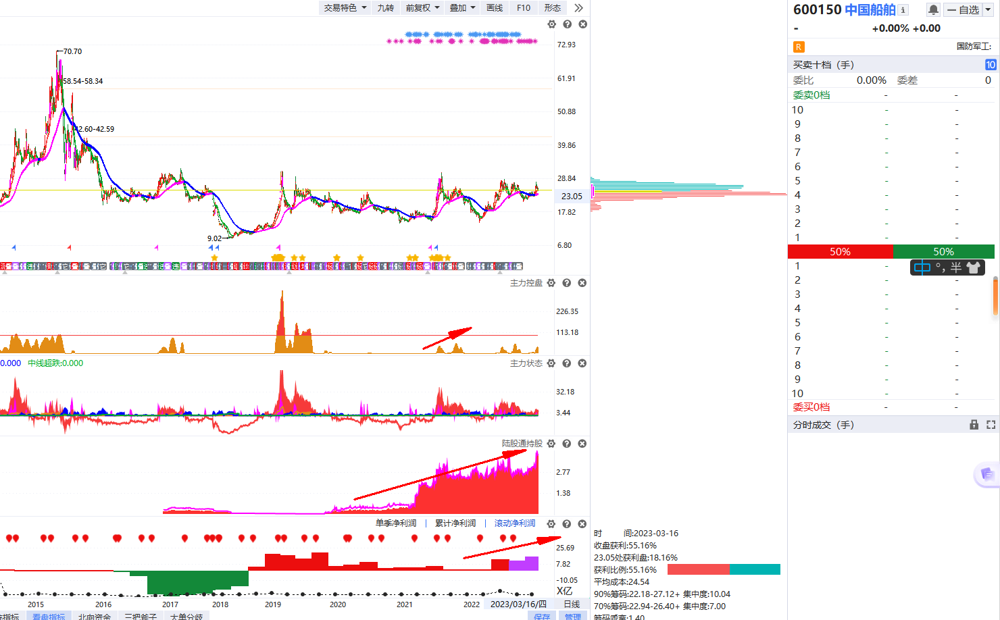 交易特色 九转 前复权 叠加 画线 F10 形态
600150 中国船舶
- +0.00% +0.00
自选
R 国防军工:
买卖十档（手） 10
委比 0.00% 委差 0
委卖0档 - -
10 - -
9 - -
8 - -
7 - -
6 - -
5 - -
4 - -
3 - -
2 - -
1 - -
50% 50%
1 - -
2 - -
3 - -
4 - -
5 - -
6 - -
7 - -
8 - -
9 - -
10 - -
委买0档 - -
分时成交（手）
中 °, 半
72.93
70.70
61.91
58.54-58.34
50.88
42.60-42.59
39.86
28.84
23.05
17.82
9.02
6.80
主力控盘
226.35
113.18
0.000 中线超跌:0.000
主力状态
32.18
3.44
陆股通持股
2.77
1.38
单季净利润 | 累计净利润 | 滚动净利润
25.69
7.82
-10.05
X亿
2015 2016 2017 2018 2019 2020 2021 2022 2023/03/16/四 日线
指标 看盘指标 北向资金 三把斧子 大单分歧 保存 管理
时 间:2023-03-16
收盘获利:55.16%
23.05处获利盘:18.16%
获利比例:55.16%
平均成本:24.54
90%筹码:22.18-27.12+ 集中度:10.04
70%筹码:22.94-26.40+ 集中度:7.00
筹码乖离:1.40